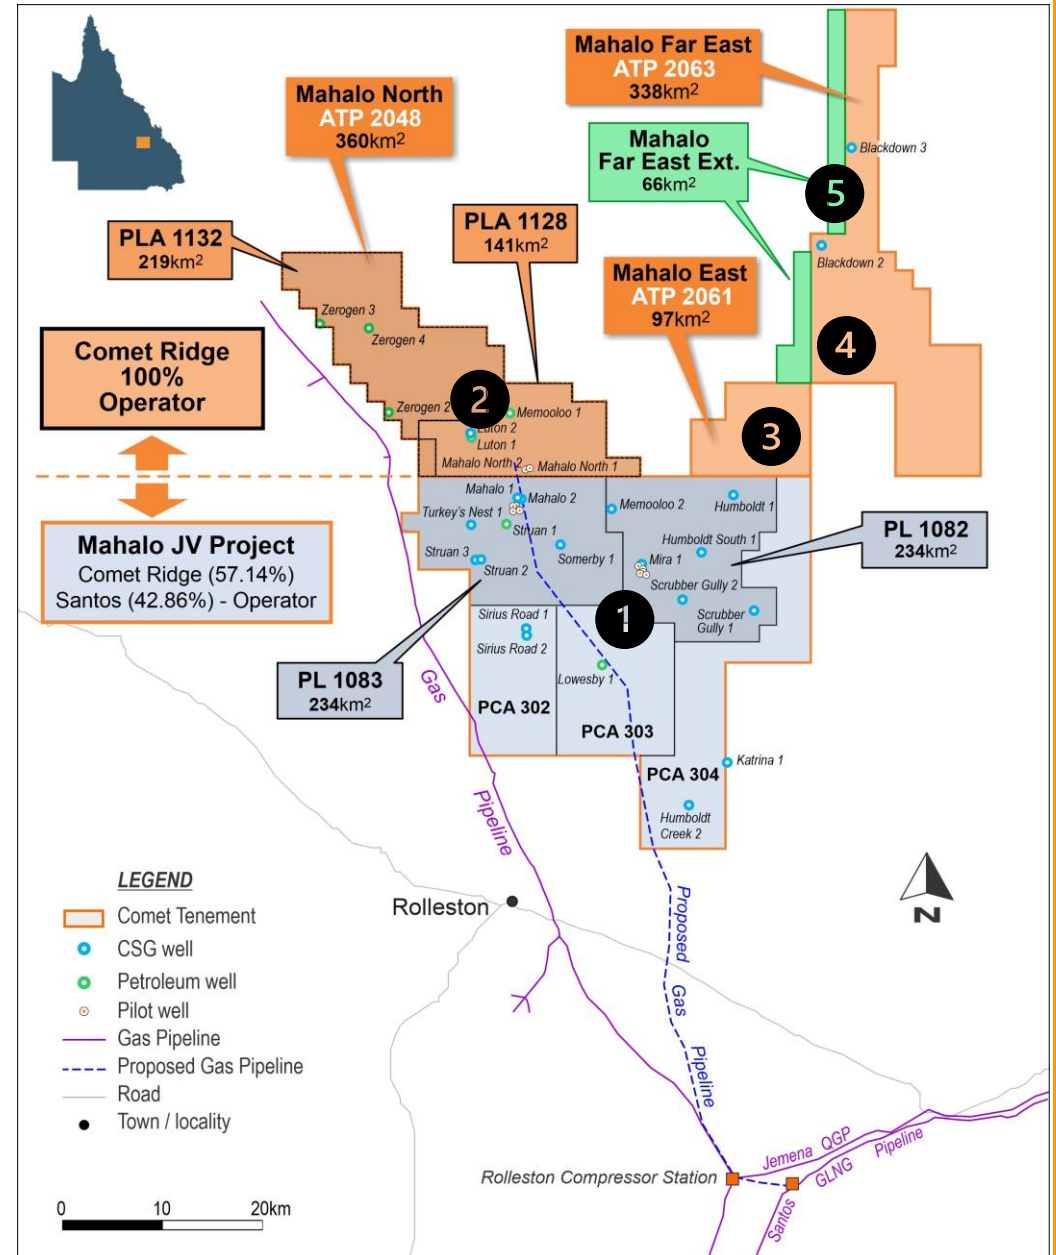 Mahalo Far East
ATP 2063
338km²
Mahalo North
ATP 2048
360km²
Mahalo
Far East Ext.
66km²
Blackdown 3
5
PLA 1132
219km²
PLA 1128
141km²
Blackdown 2
Mahalo East
ATP 2061
97km²
Zerogen 3
Zerogen 4
4
Comet Ridge
100%
Operator
2
Zerogen 2
Memooloo 1
Luton 2
Luton 1
3
Mahalo North 2
Mahalo North 1
Mahalo 1
Mahalo 2
Memooloo 2
Humboldt 1
Turkey's Nest 1
Struan 1
PL 1082
234km²
Mahalo JV Project
Comet Ridge (57.14%)
Santos (42.86%) - Operator
Humboldt South 1
Struan 3
Struan 2
Somerby 1
Mira 1
Scrubber Gully 2
Scrubber
Gully 1
1
Sirius Road 1
Sirius Road 2
PL 1083
234km²
Lowesby 1
Gas
PCA 302
PCA 303
PCA 304
Katrina 1
Humboldt
Creek 2
Pipeline
LEGEND
Comet Tenement
CSG well
Petroleum well
Pilot well
Gas Pipeline
Proposed Gas Pipeline
Road
Town / locality
Rolleston
N
Proposed
Gas
Pipeline
Jemena QGP
Santos GLNG Pipeline
Rolleston Compressor Station
0 10 20km